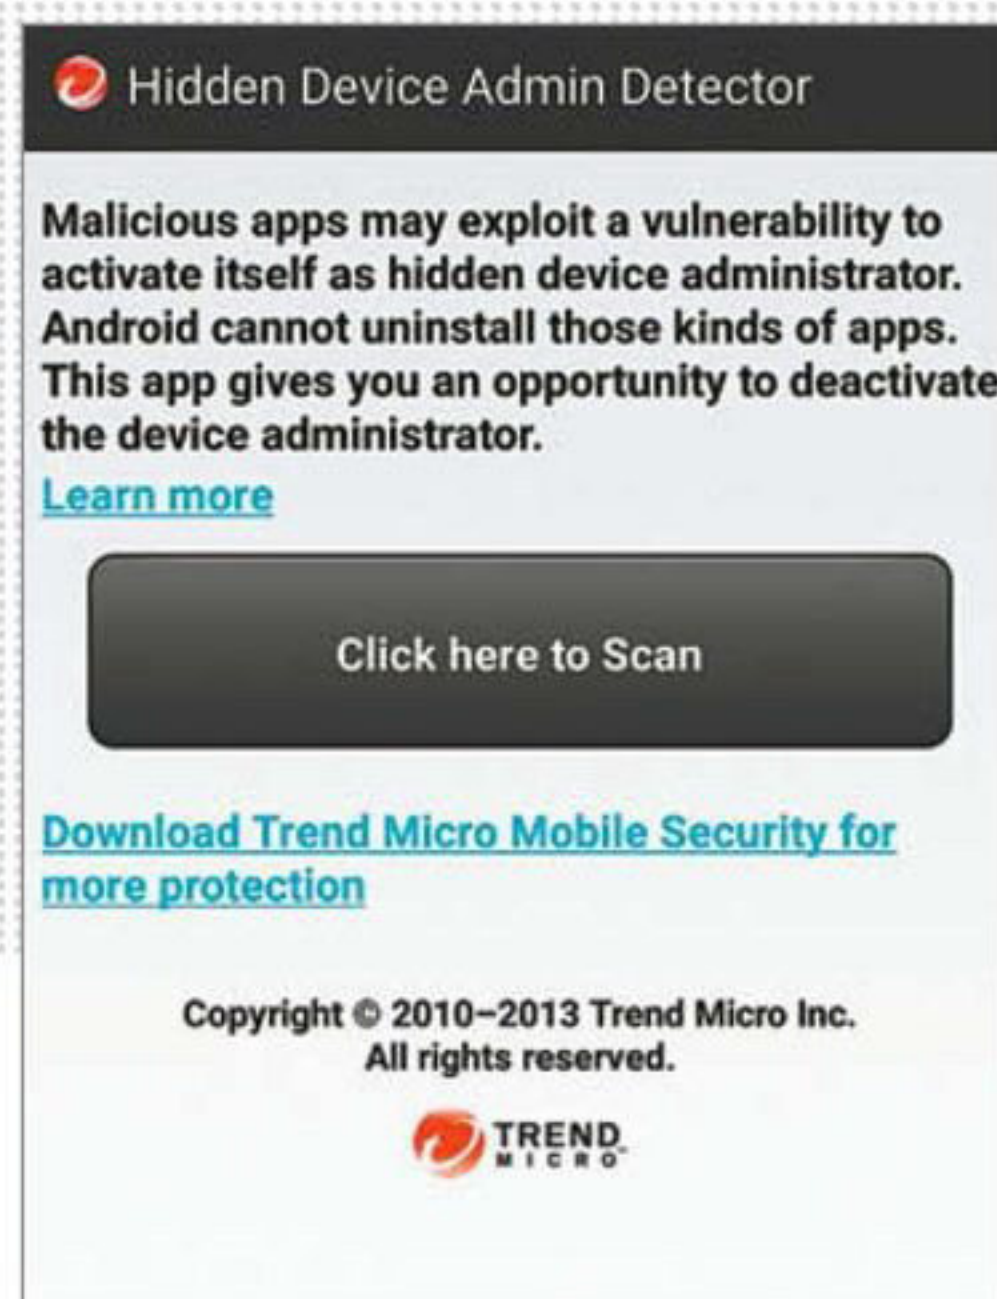 Hidden Device Admin Detector
Malicious apps may exploit a vulnerability to
activate itself as hidden device administrator.
Android cannot uninstall those kinds of apps.
This app gives you an opportunity to deactivate
the device administrator.
Learn more
Click here to Scan
Download Trend Micro Mobile Security for
more protection
Copyright © 2010–2013 Trend Micro Inc.
All rights reserved.
TREND
MICRO